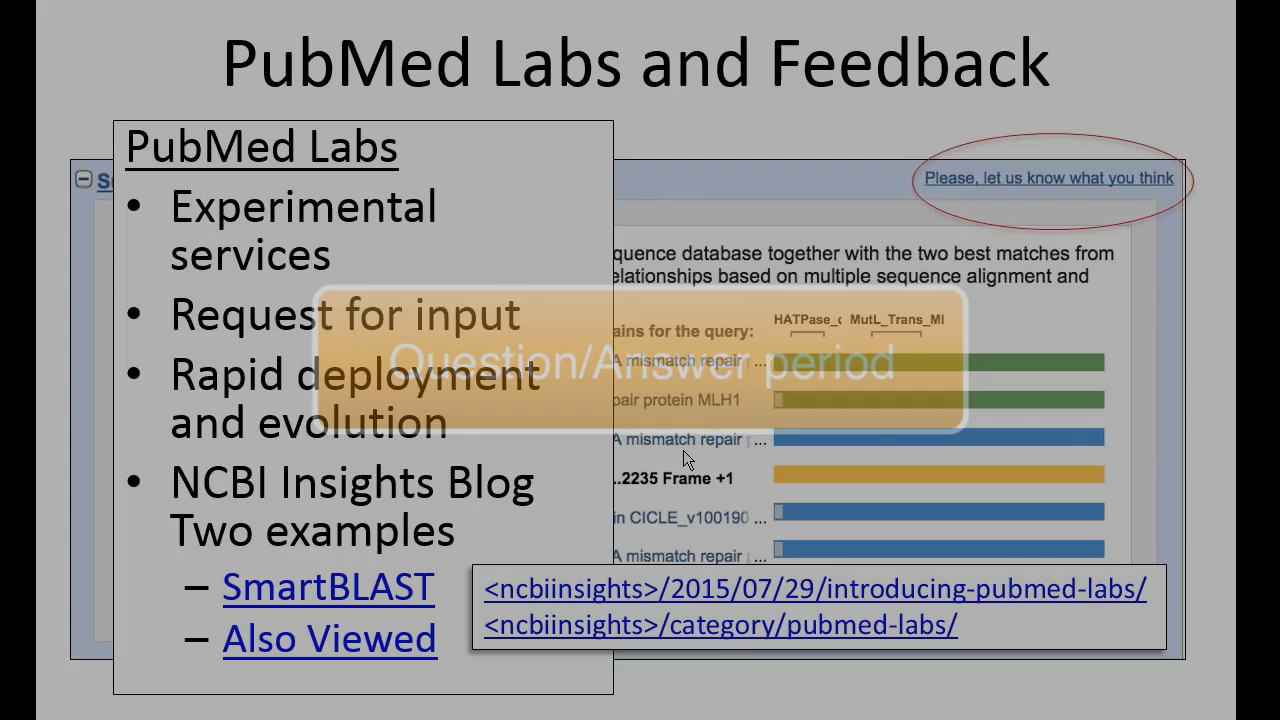 PubMed Labs and Feedback
PubMed Labs
Please, let us know what you think
• Experimental
services
quence database together with the two best matches from
elationships based on multiple sequence alignment and
• Request for input
HATPase_c MutL_Trans_Ml
ains for the query:
Question/Answer period
• Rapid deployment
and evolution
A mismatch repair ...
pair protein MLH1
A mismatch repair ...
..2235 Frame +1
in CICLE_v100190 ...
A mismatch repair ...
• NCBI Insights Blog
Two examples
– SmartBLAST
– Also Viewed
<ncbiinsights>/2015/07/29/introducing-pubmed-labs/
<ncbiinsights>/category/pubmed-labs/